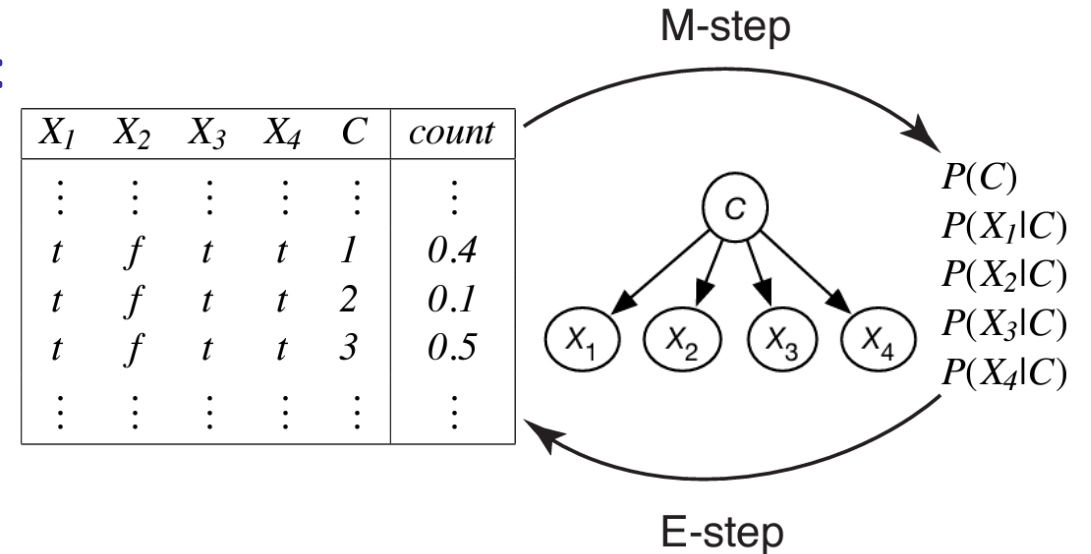 :
M-step
X1 X2 X3 X4 C count
⋮ ⋮ ⋮ ⋮ ⋮ ⋮
t f t t 1 0.4
t f t t 2 0.1
t f t t 3 0.5
⋮ ⋮ ⋮ ⋮ ⋮ ⋮
C
X1 X2 X3 X4
P(C)
P(X1|C)
P(X2|C)
P(X3|C)
P(X4|C)
E-step